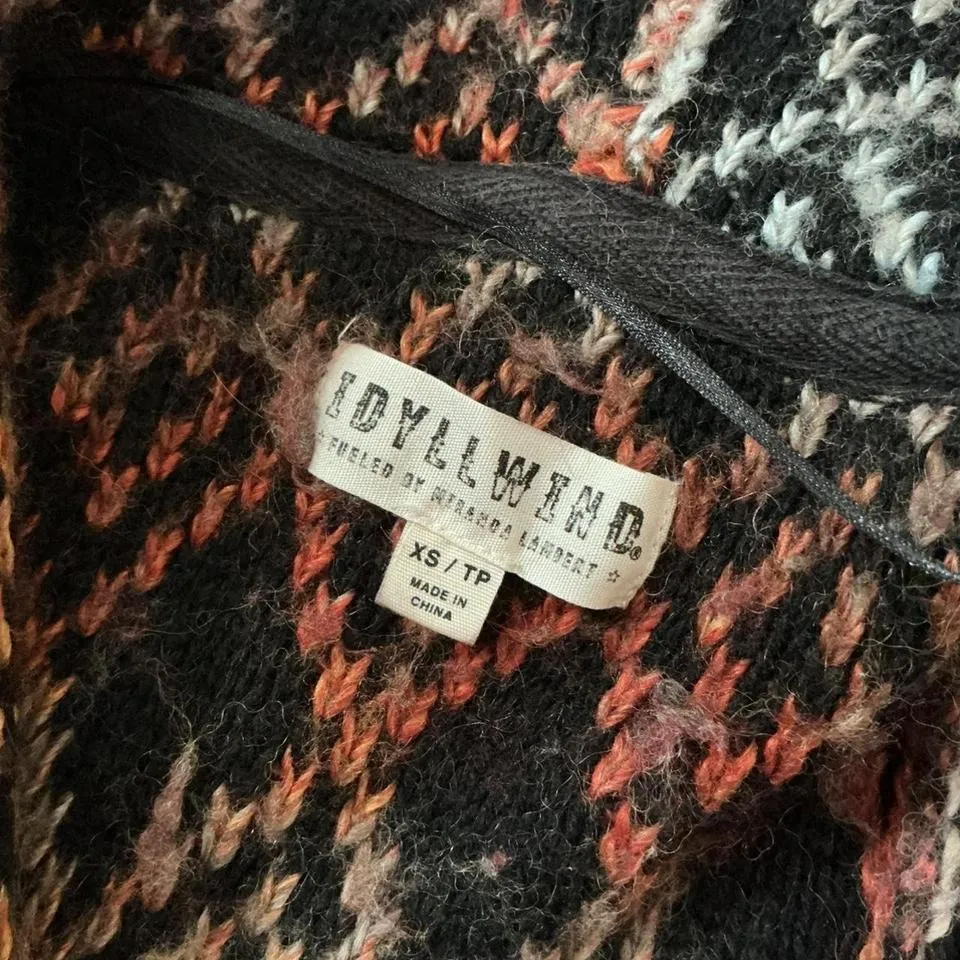 IDYLLWIND®
☆ FUELED BY MIRANDA LAMBERT ☆
XS / TP
MADE IN
CHINA